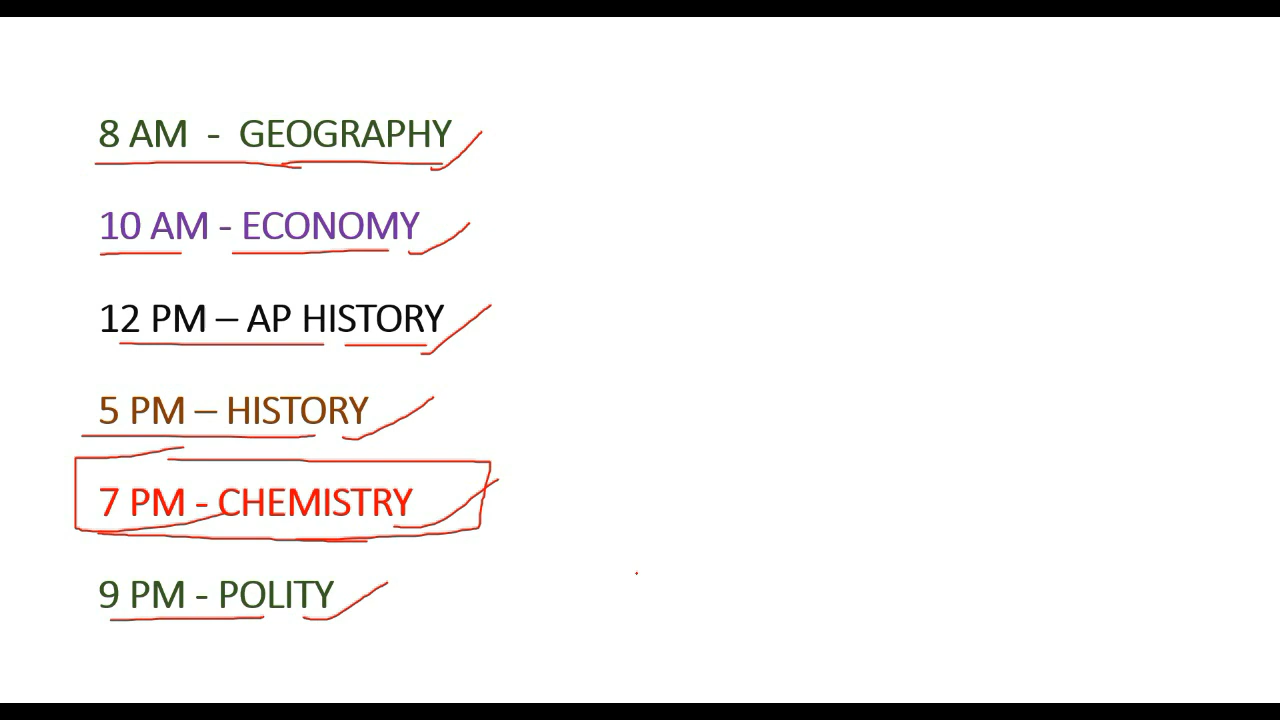 8 AM - GEOGRAPHY
10 AM - ECONOMY
12 PM – AP HISTORY
5 PM – HISTORY
7 PM - CHEMISTRY
9 PM - POLITY